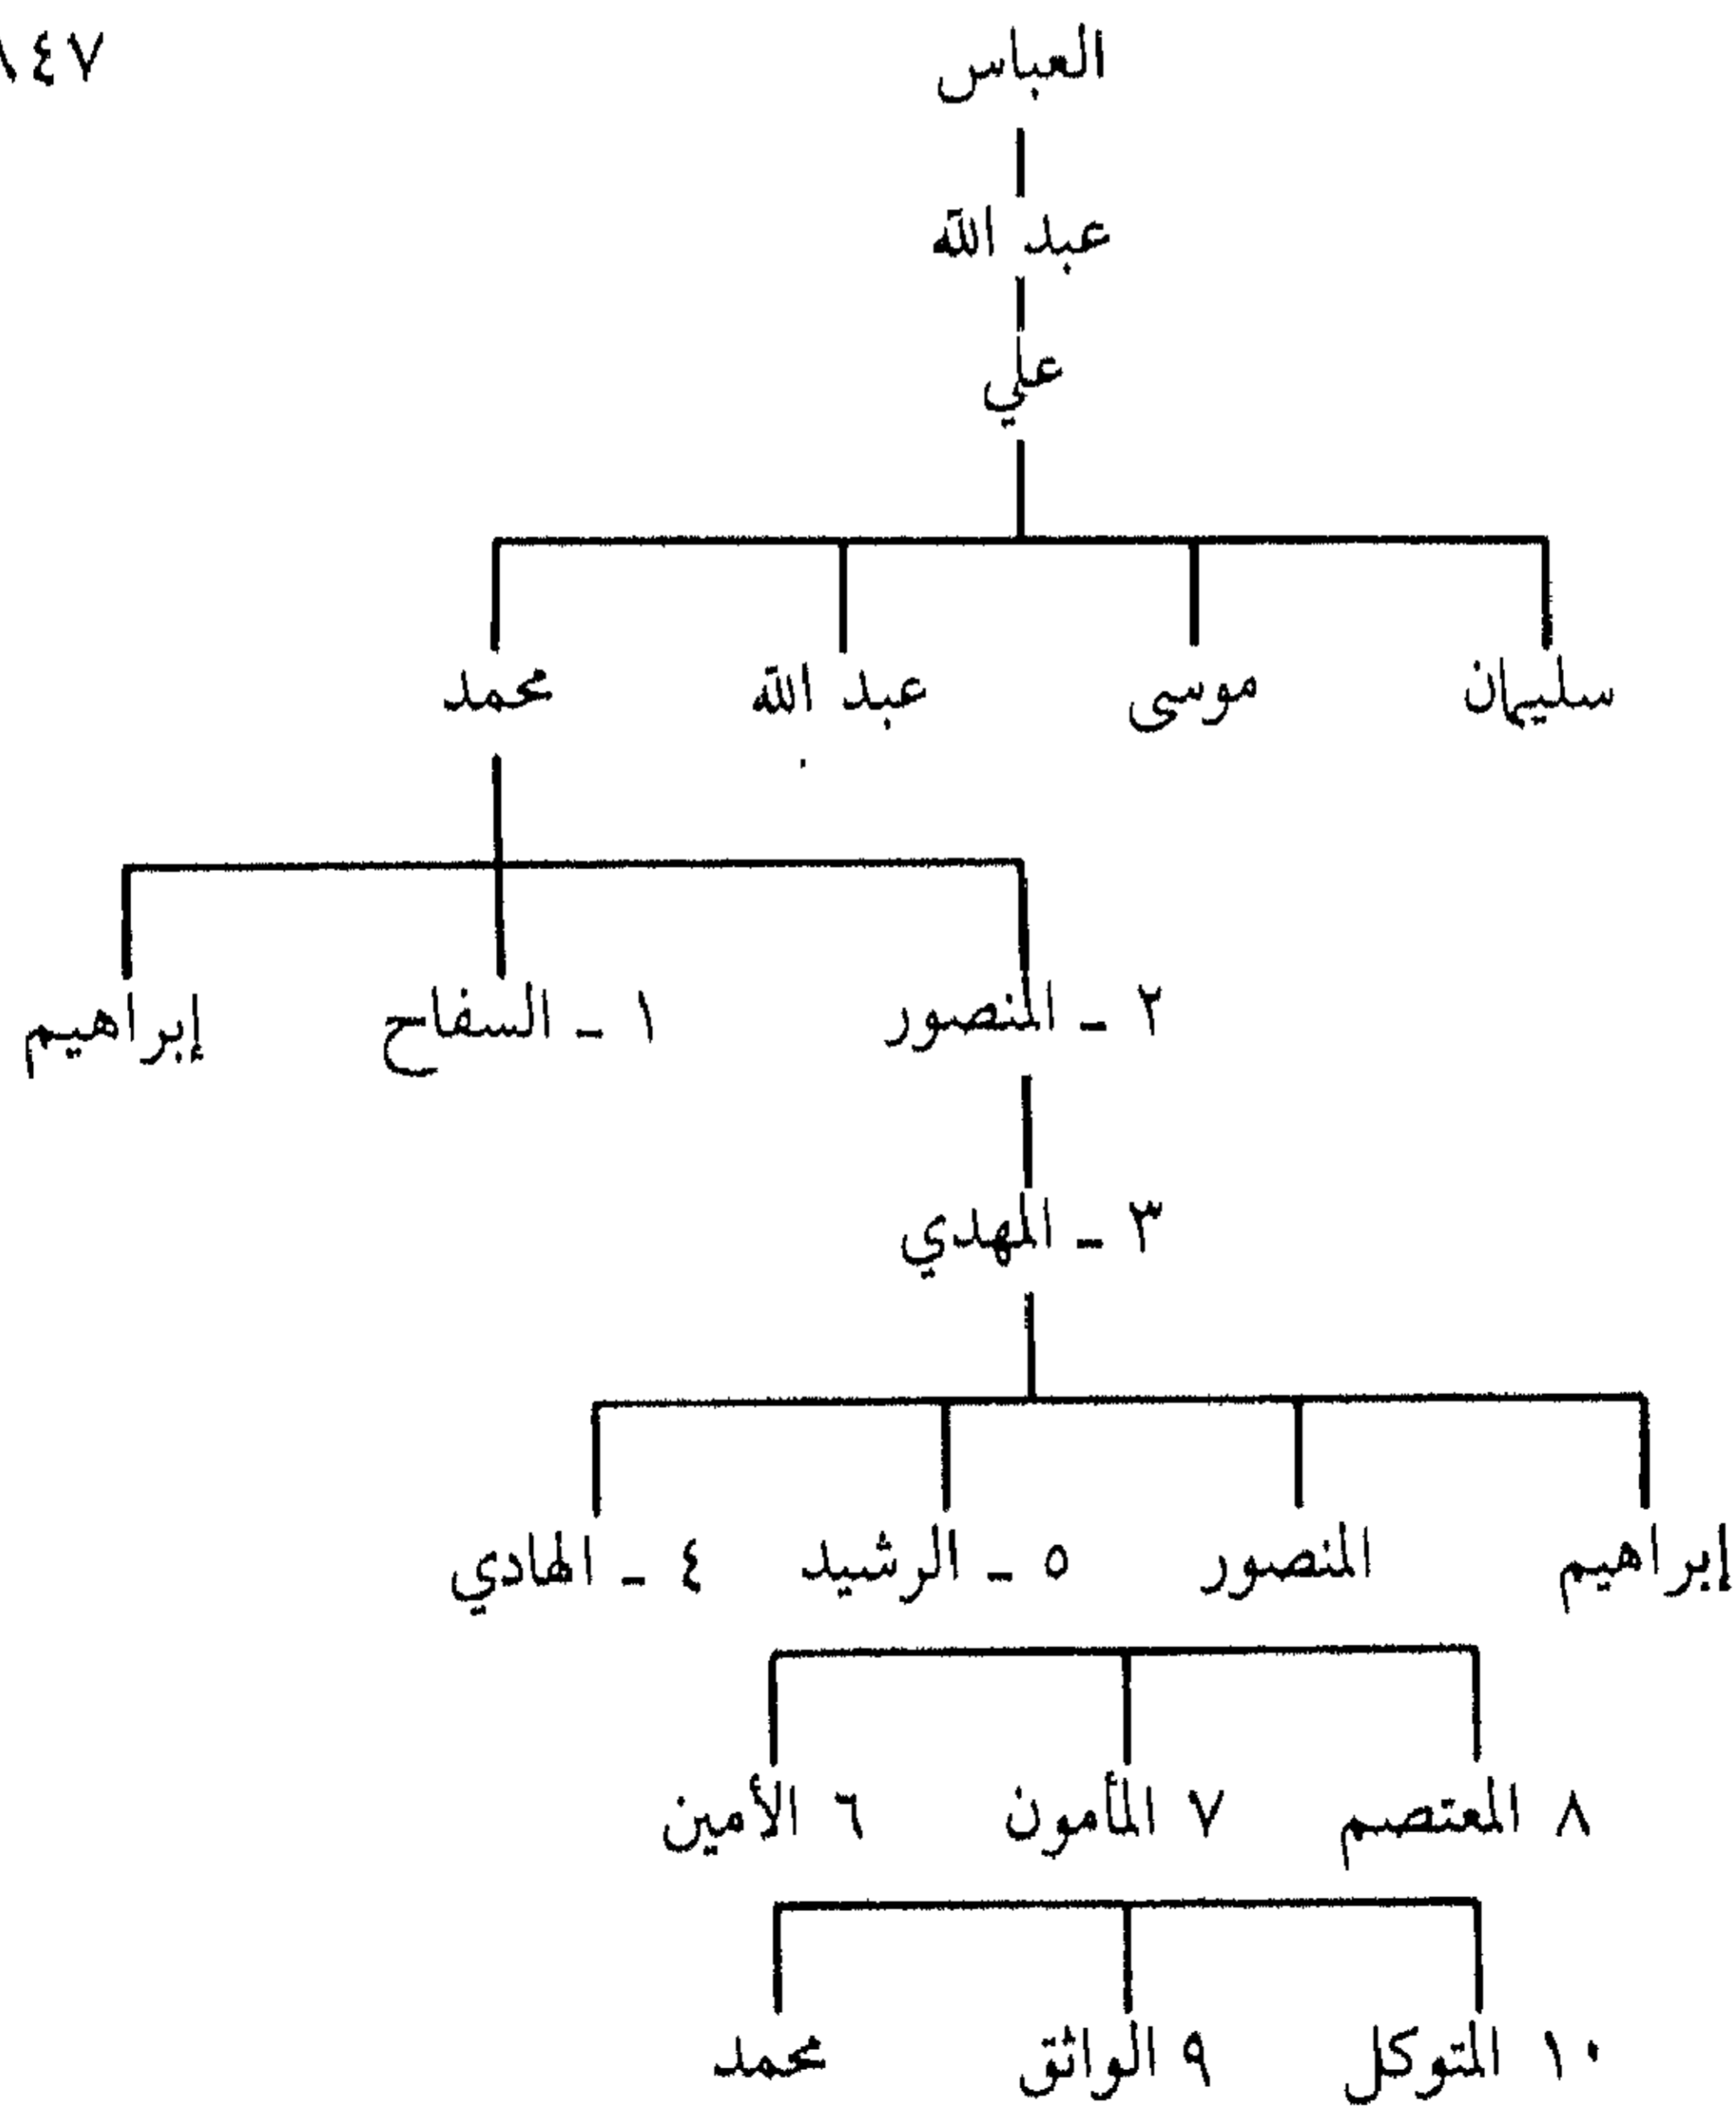 العباس
٨٤٧
عبد الله
علي
سليمان موسى عبد الله محمد
٢ ـ المنصور ١ ـ السفاح إبراهيم
٣ ـ المهدي
إبراهيم المنصور ٥ ـ الرشيد ٤ ـ الهادي
٨ المعتصم ٧ المأمون ٦ الأمين
١٠ المتوكل ٩ الواثق محمد